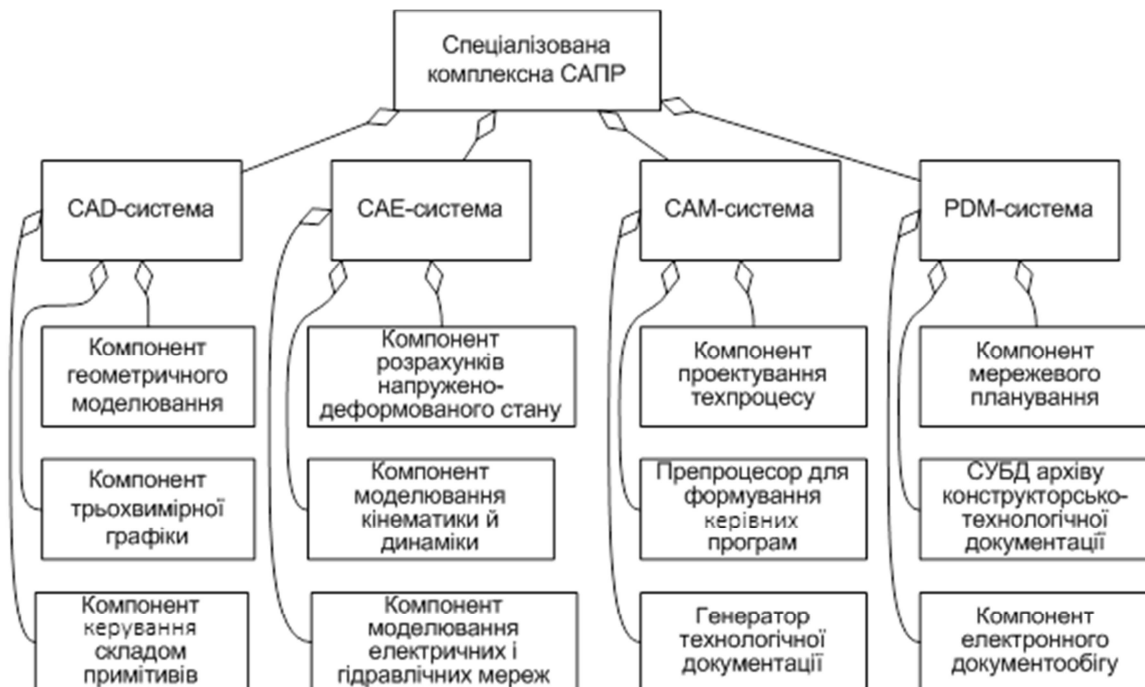 Спеціалізована
комплексна САПР
CAD-система
CAE-система
CAM-система
PDM-система
Компонент
геометричного
моделювання
Компонент
розрахунків
напружено-
деформованого стану
Компонент
проектування
техпроцесу
Компонент
мережевого
планування
Компонент
трьохвимірної
графіки
Компонент
моделювання
кінематики й
динаміки
Препроцесор для
формування
керівних
програм
СУБД архіву
конструкторсько-
технологічної
документації
Компонент
керування
складом
примітивів
Компонент
моделювання
електричних і
гідравлічних мереж
Генератор
технологічної
документації
Компонент
електронного
документообігу